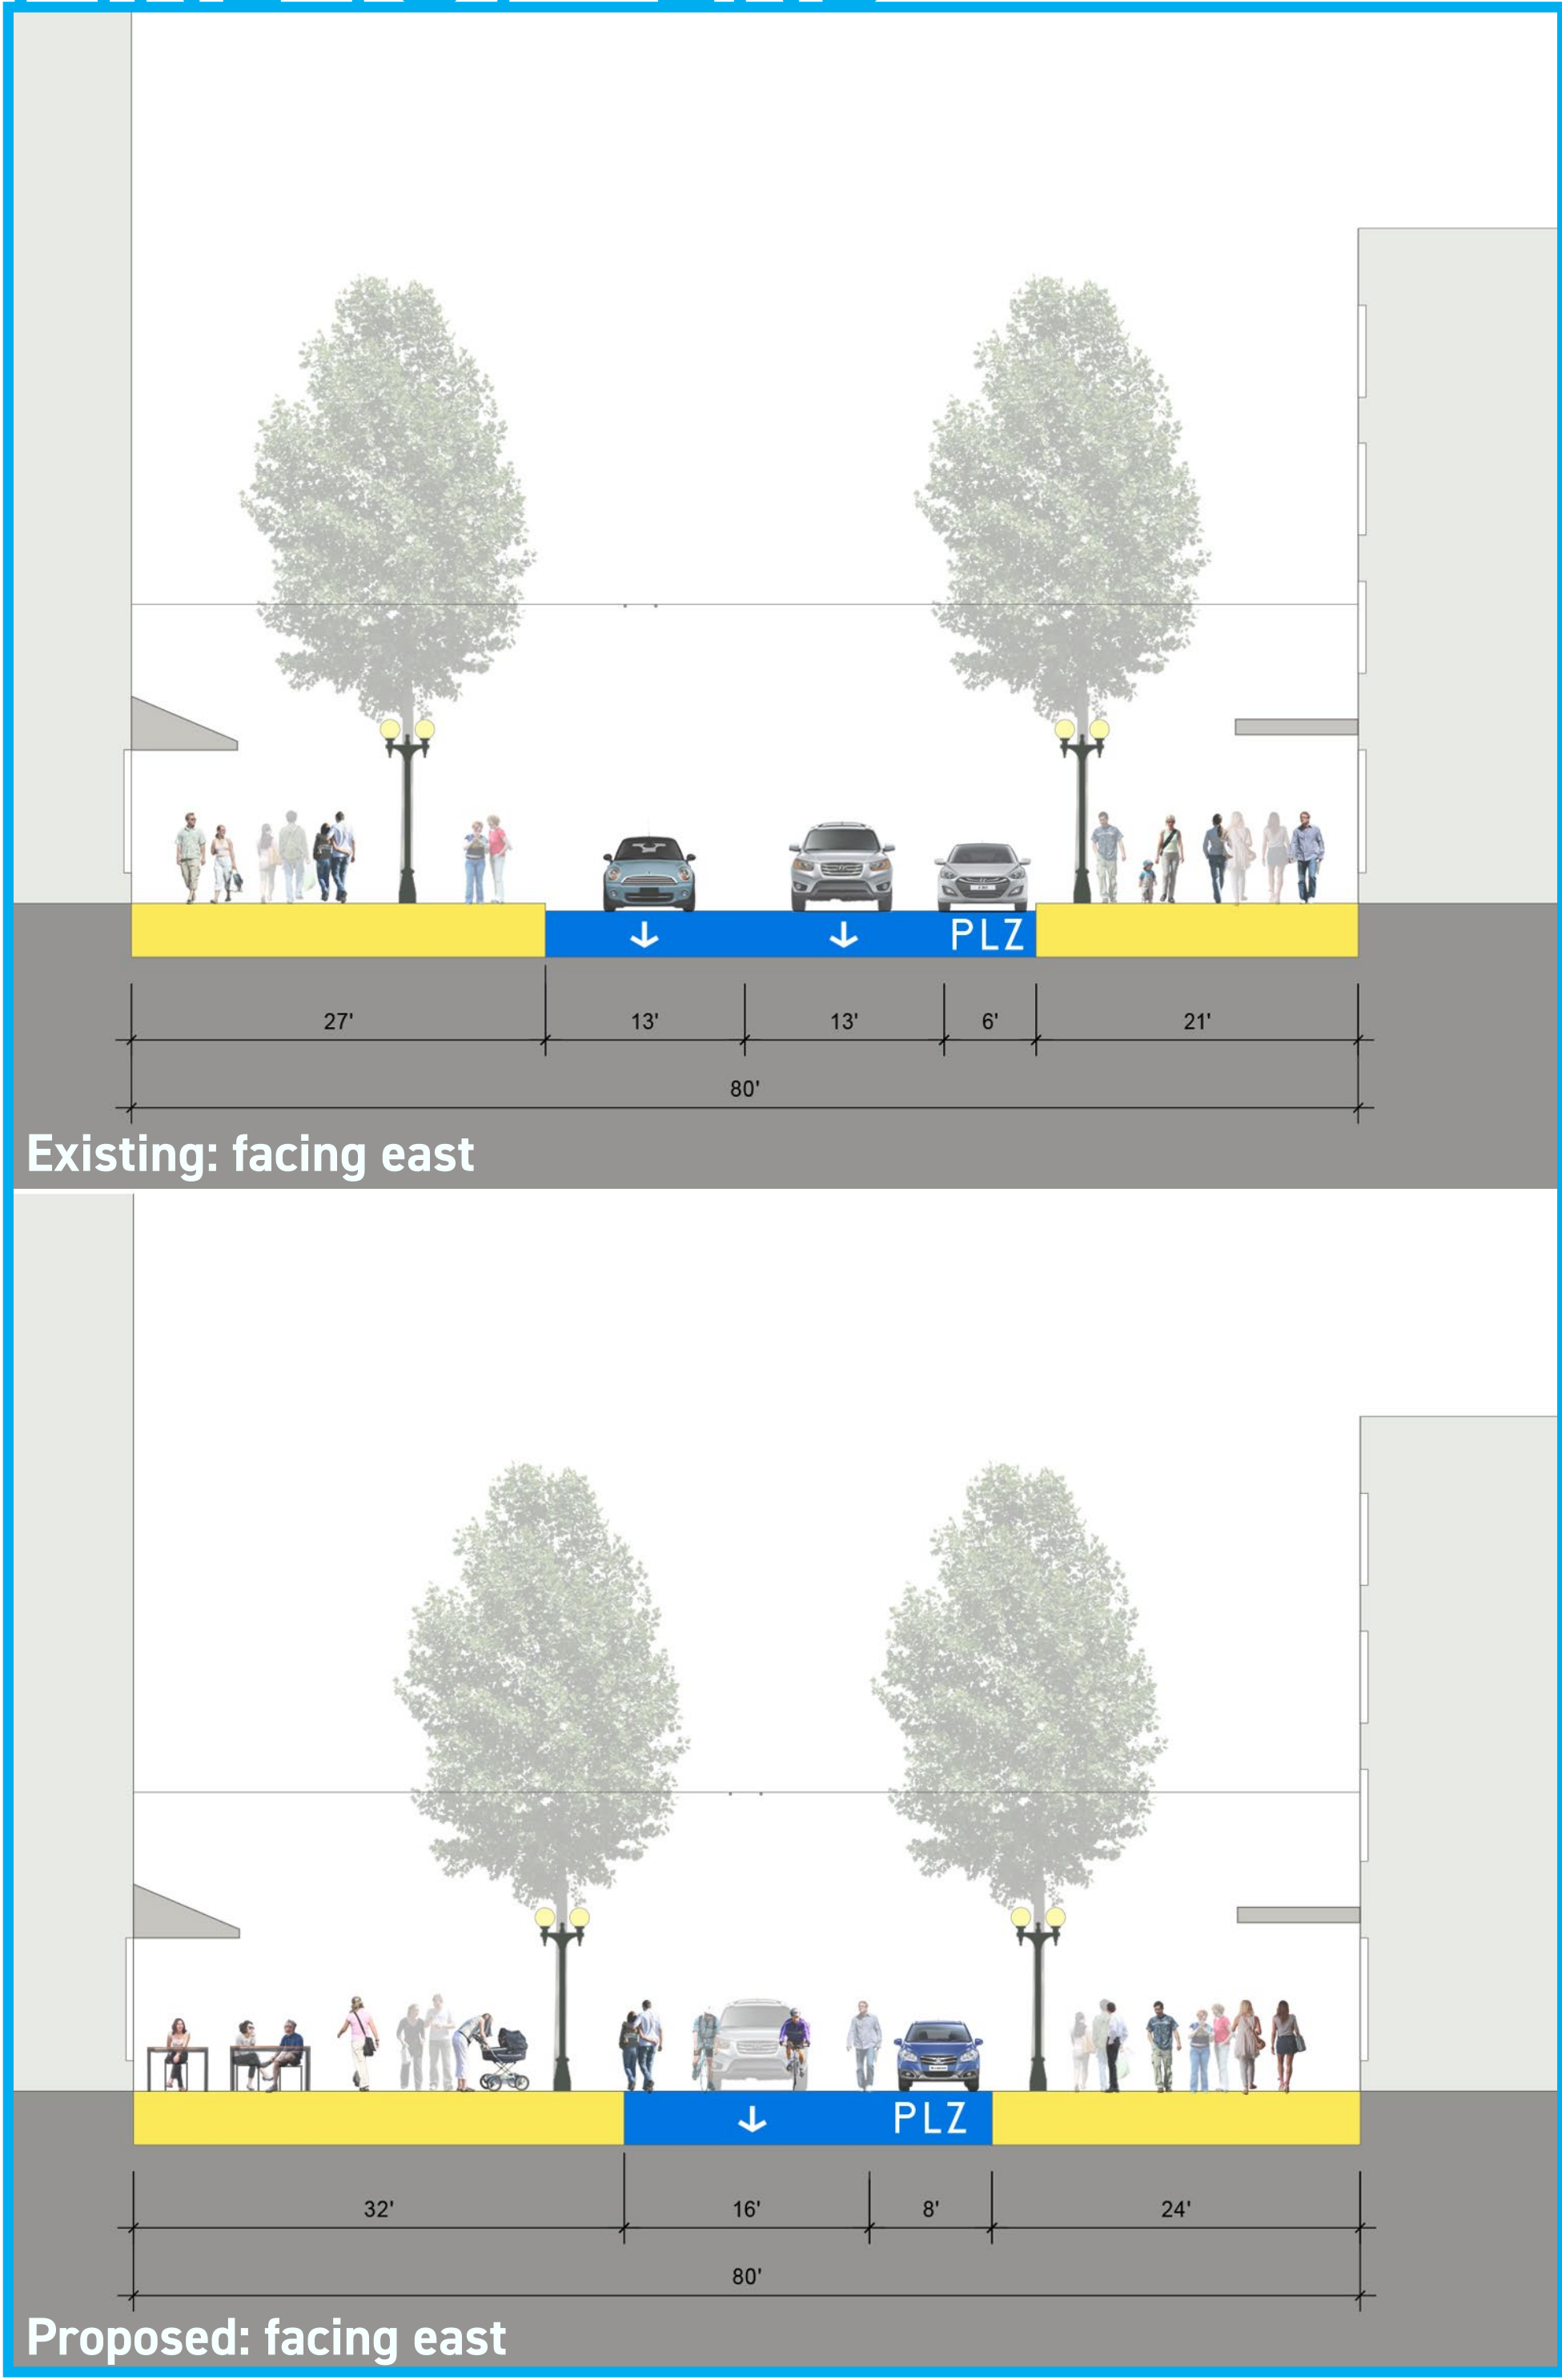 ↓ ↓ PLZ
27' 13' 13' 6' 21'
80'
Existing: facing east
↓ PLZ
32' 16' 8' 24'
80'
Proposed: facing east